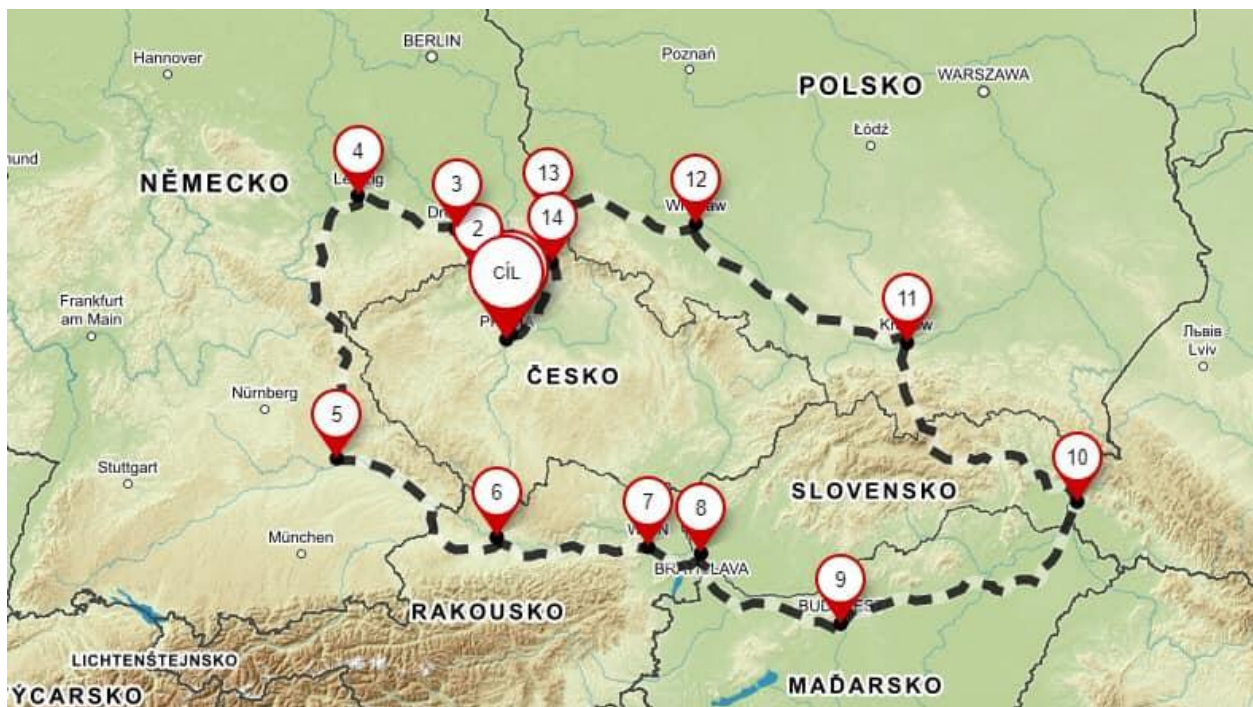 BERLIN
Hannover
Poznań
POLSKO
WARSZAWA
Łódź
4
NĚMECKO
3
13
12
2
14
CÍL
11
Frankfurt
am Main
Львів
Lviv
ČESKO
Nürnberg
5
10
Stuttgart
6
7
8
SLOVENSKO
München
9
RAKOUSKO
LICHTENŠTEJNSKO
MAĎARSKO
ÝCARSKO